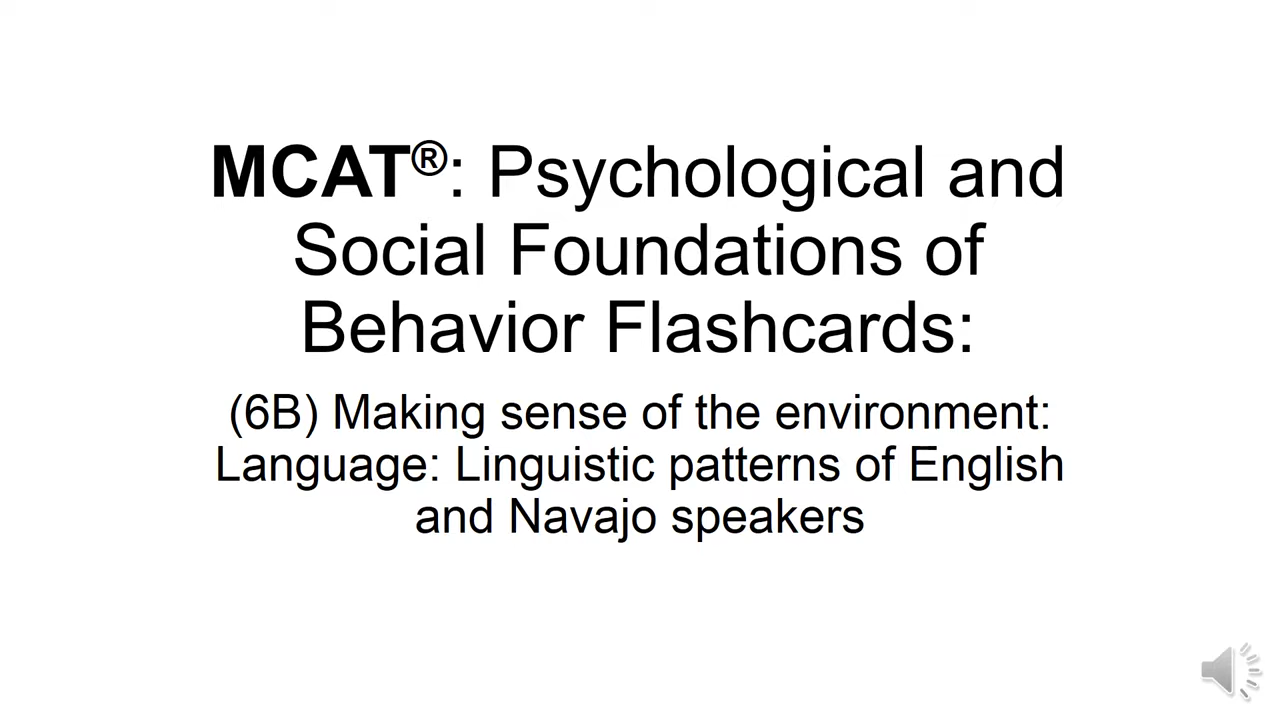 MCAT®: Psychological and
Social Foundations of
Behavior Flashcards:
(6B) Making sense of the environment:
Language: Linguistic patterns of English
and Navajo speakers